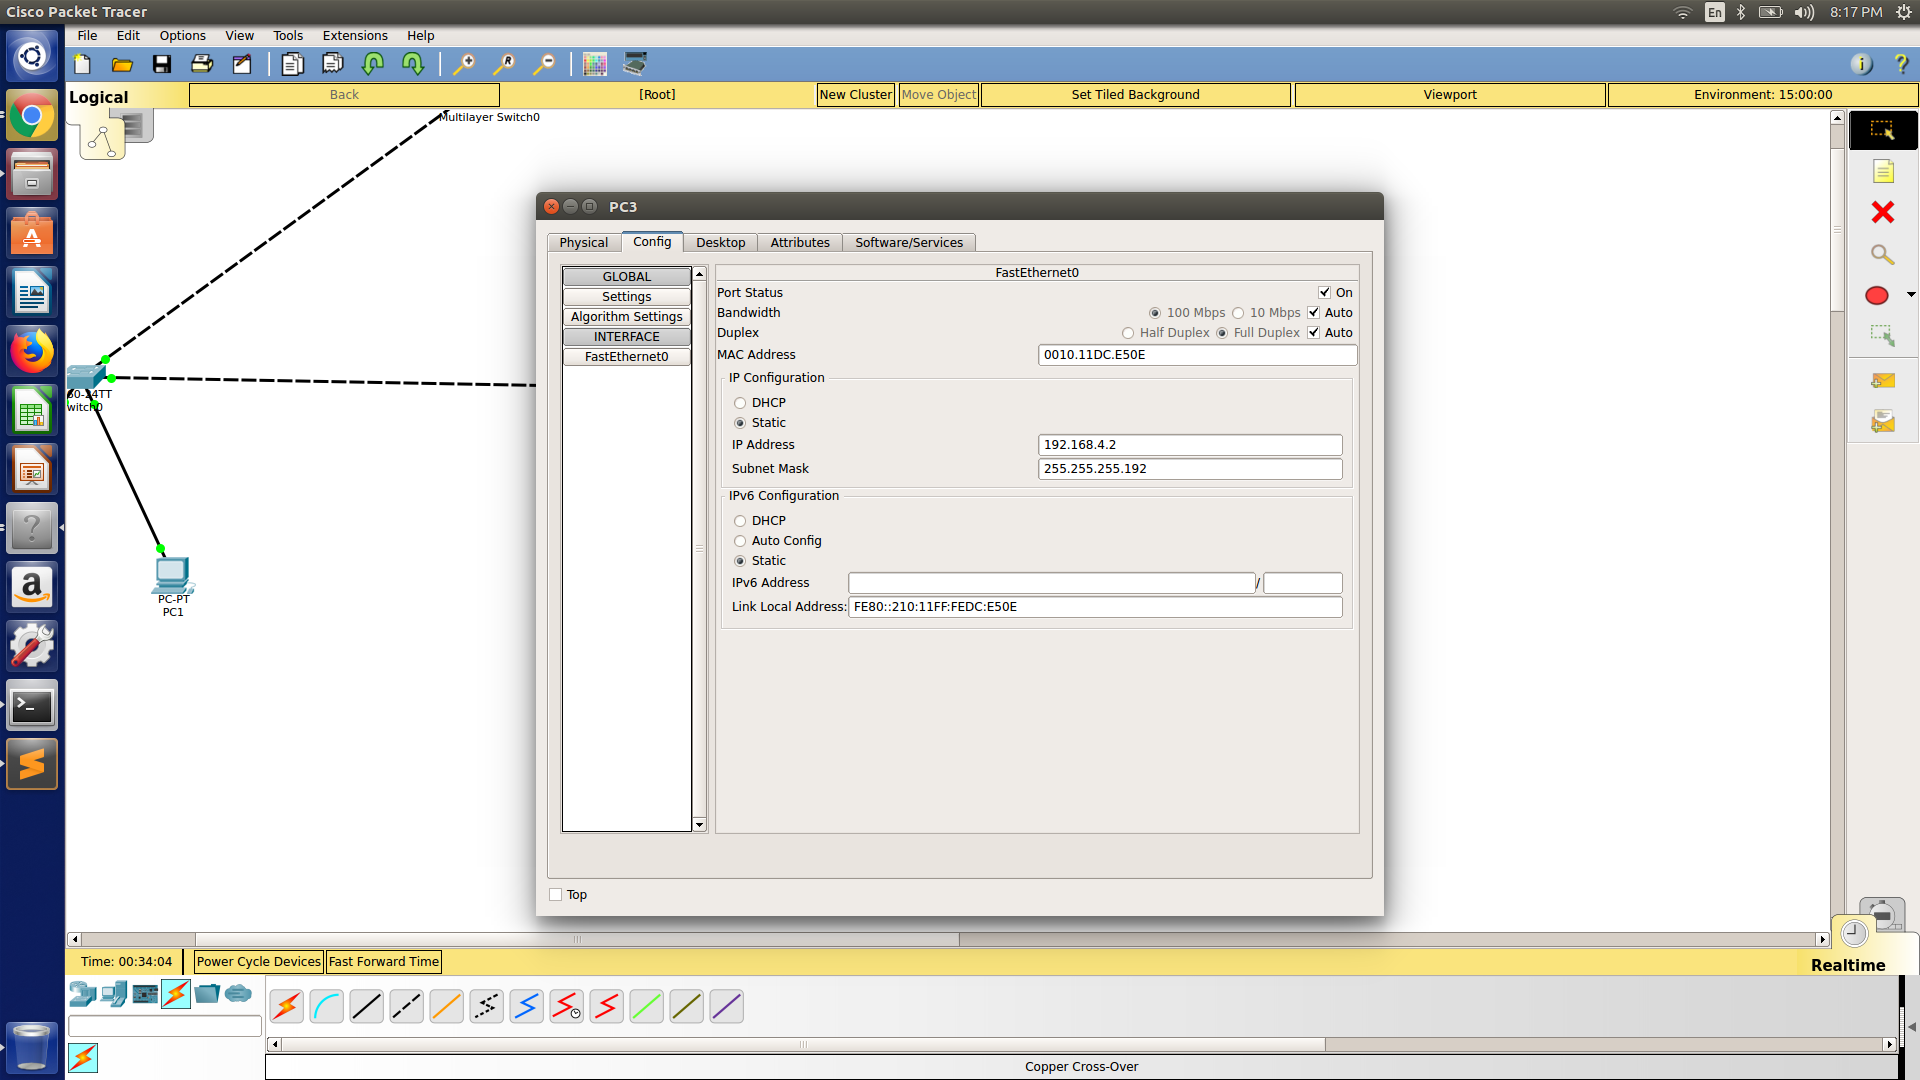 Cisco Packet Tracer
En
8:17 PM
File Edit Options View Tools Extensions Help
Logical
Back
[Root]
New Cluster
Move Object
Set Tiled Background
Viewport
Environment: 15:00:00
Multilayer Switch0
PC3
Physical
Config
Desktop
Attributes
Software/Services
GLOBAL
Settings
Algorithm Settings
INTERFACE
FastEthernet0
FastEthernet0
Port Status
On
Bandwidth
100 Mbps
10 Mbps
Auto
Duplex
Half Duplex
Full Duplex
Auto
MAC Address
0010.11DC.E50E
IP Configuration
DHCP
Static
IP Address
192.168.4.2
Subnet Mask
255.255.255.192
IPv6 Configuration
DHCP
Auto Config
Static
IPv6 Address
/
Link Local Address:
FE80::210:11FF:FEDC:E50E
Top
60-24TT
witch0
PC-PT
PC1
Time: 00:34:04
Power Cycle Devices
Fast Forward Time
Realtime
Copper Cross-Over